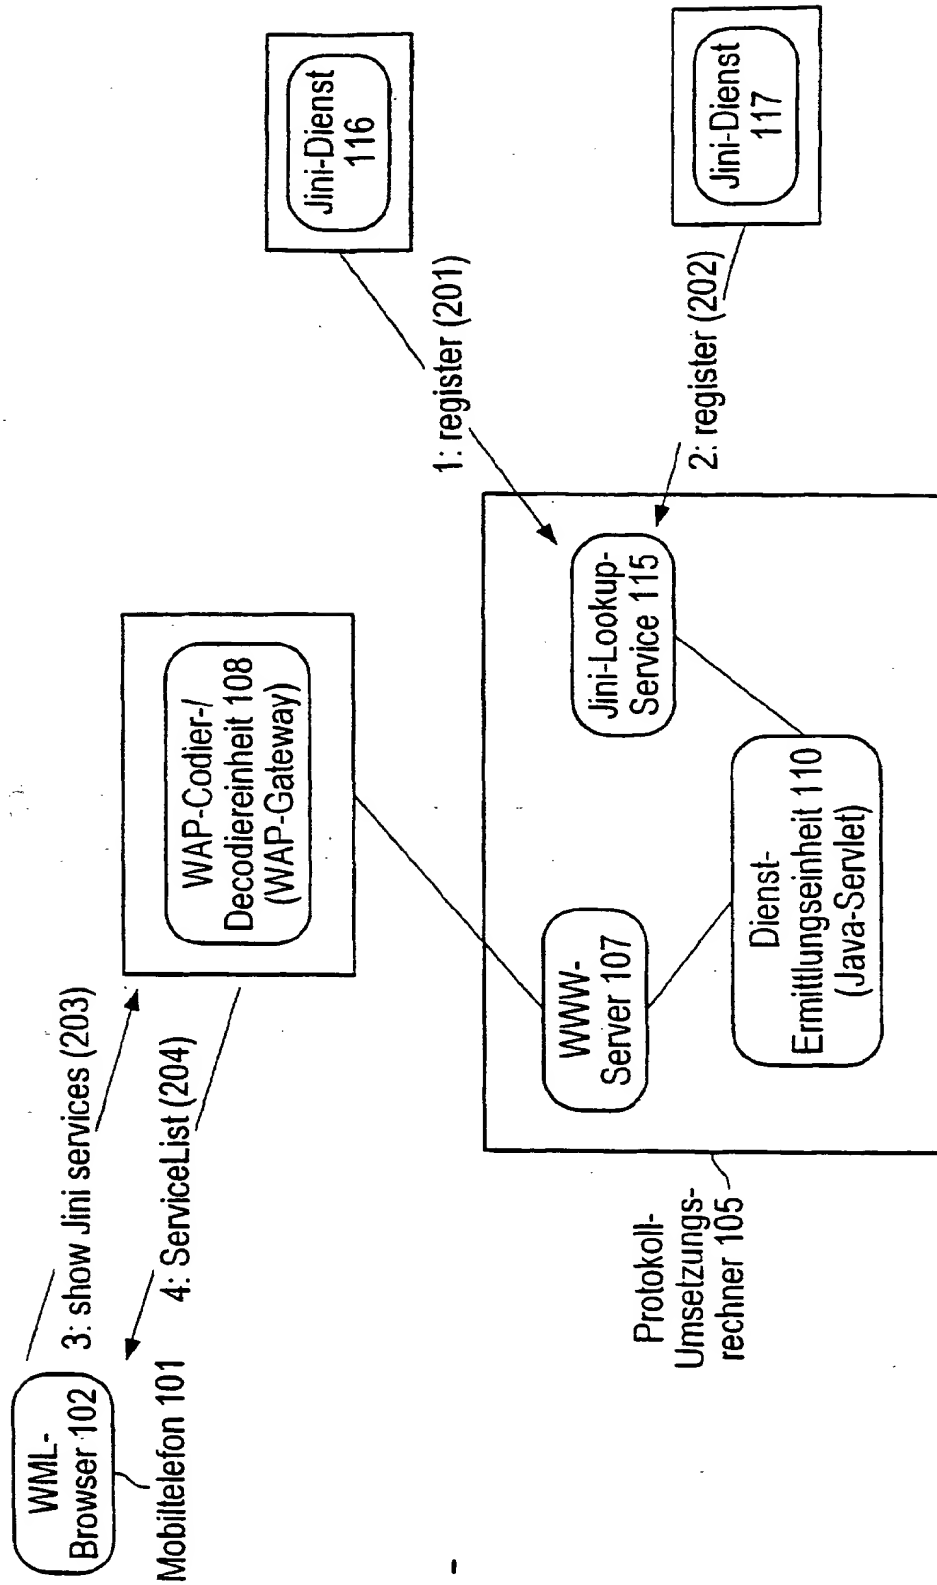 WML-
Browser 102
Mobiltelefon 101
3: show Jini services (203)
4: ServiceList (204)
WAP-Codier-/
Decodiereinheit 108
(WAP-Gateway)
Jini-Dienst
116
1: register (201)
Jini-Dienst
117
2: register (202)
Protokoll-
Umsetzungs-
rechner 105
WWW-
Server 107
Jini-Lookup-
Service 115
Dienst-
Ermittlungseinheit 110
(Java-Servlet)